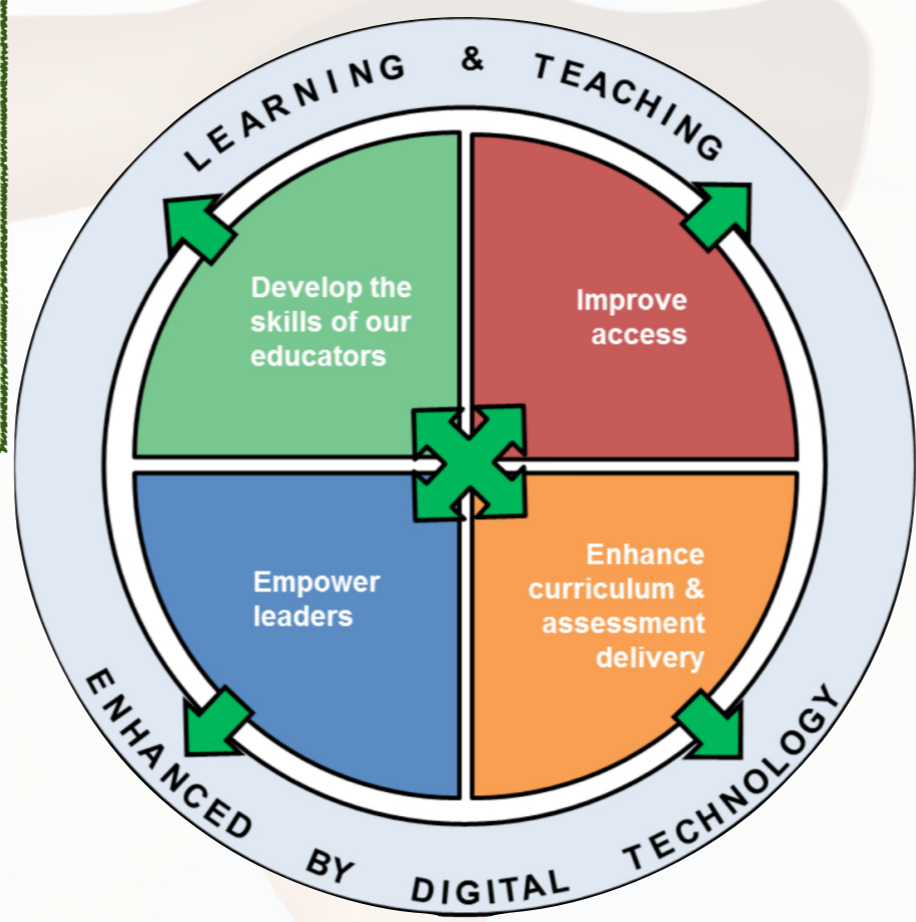 LEARNING & TEACHING
Develop the
skills of our
educators
Improve
access
Empower
leaders
Enhance
curriculum &
assessment
delivery
ENHANCED BY DIGITAL TECHNOLOGY